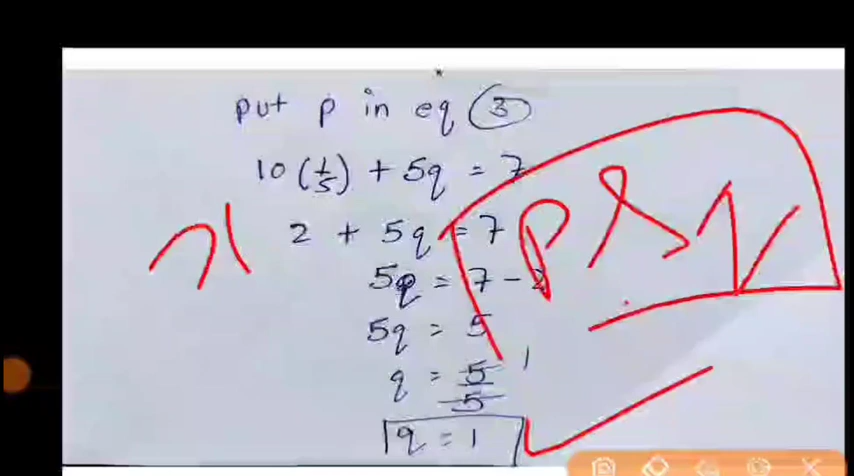 put p in eq (3)
10(1/5) + 5q = 7
2 + 5q = 7
5q = 7 - 2
5q = 5
q = 5/5 1
q = 1
p &